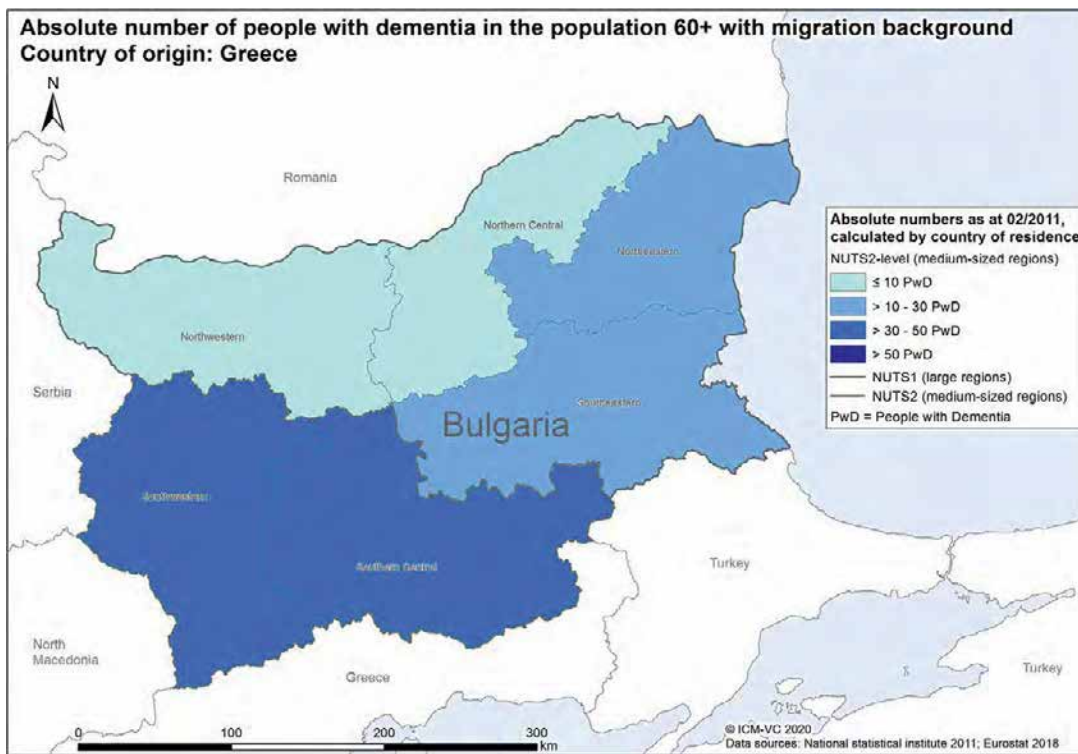 Absolute number of people with dementia in the population 60+ with migration background
Country of origin: Greece
N
Romania
Northern Central
Northeastern
Northwestern
Serbia
Bulgaria
Southeastern
Southwestern
Southern Central
Turkey
North
Macedonia
Greece
Turkey
Absolute numbers as at 02/2011,
calculated by country of residence
NUTS2-level (medium-sized regions)
≤ 10 PwD
> 10 - 30 PwD
> 30 - 50 PwD
> 50 PwD
NUTS1 (large regions)
NUTS2 (medium-sized regions)
PwD = People with Dementia
0 100 200 300
km
© ICM-VC 2020
Data sources: National statistical institute 2011; Eurostat 2018